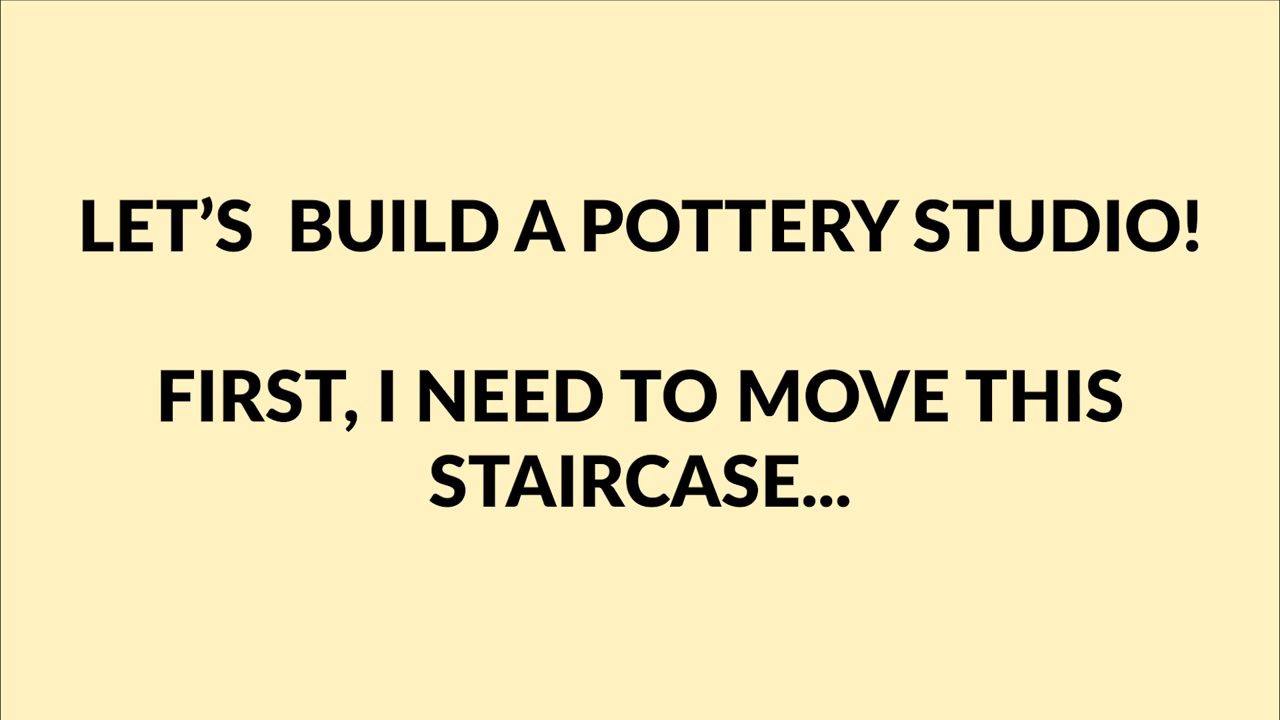 LET’S  BUILD A POTTERY STUDIO!
FIRST, I NEED TO MOVE THIS
STAIRCASE...